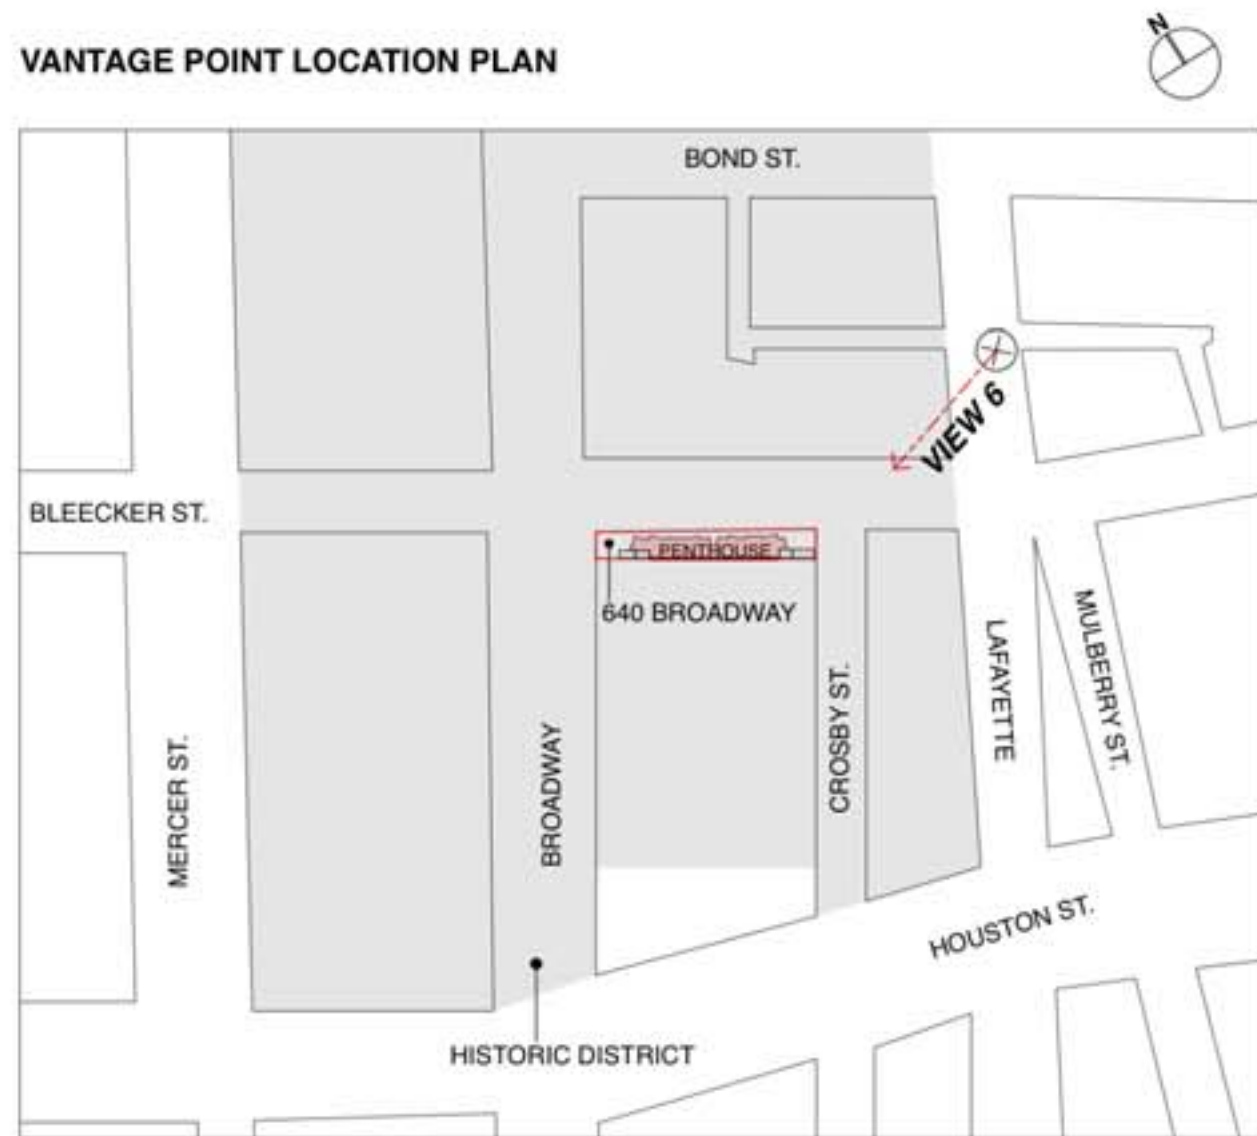 N
VANTAGE POINT LOCATION PLAN
BOND ST.
VIEW 6
BLEECKER ST.
PENTHOUSE
640 BROADWAY
MERCER ST.
BROADWAY
CROSBY ST.
LAFAYETTE
MULBERRY ST.
HOUSTON ST.
HISTORIC DISTRICT